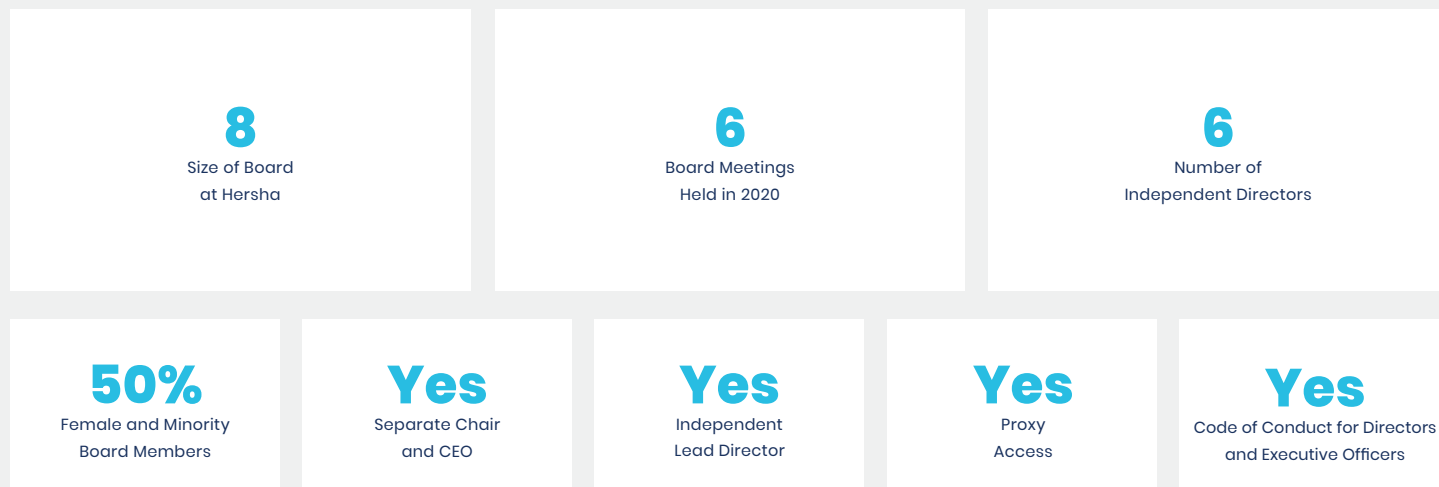 8
Size of Board
at Hersha
6
Board Meetings
Held in 2020
6
Number of
Independent Directors
50%
Female and Minority
Board Members
Yes
Separate Chair
and CEO
Yes
Independent
Lead Director
Yes
Proxy
Access
Yes
Code of Conduct for Directors
and Executive Officers